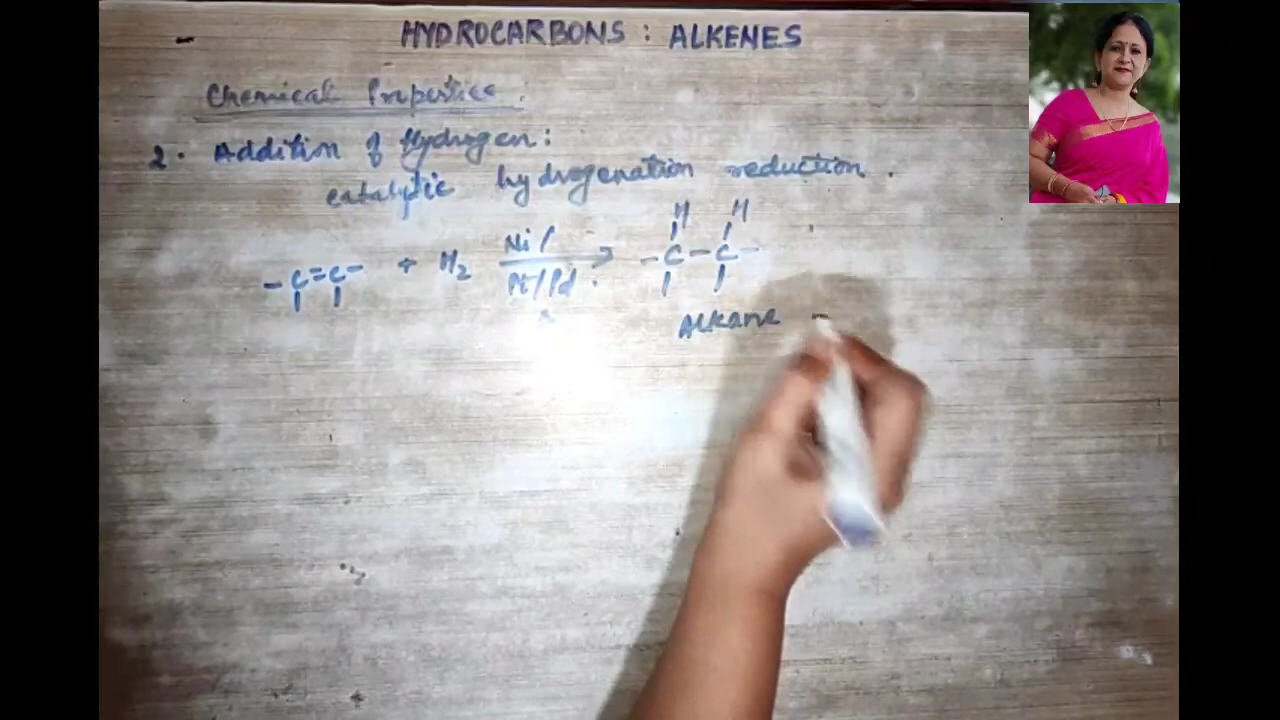 HYDROCARBONS : ALKENES
Chemical Properties.
2. Addition of Hydrogen:
catalytic hydrogenation reduction.
H H
-C=C- + H2 Ni/ Pt/Pd. → -C-C-
Alkane